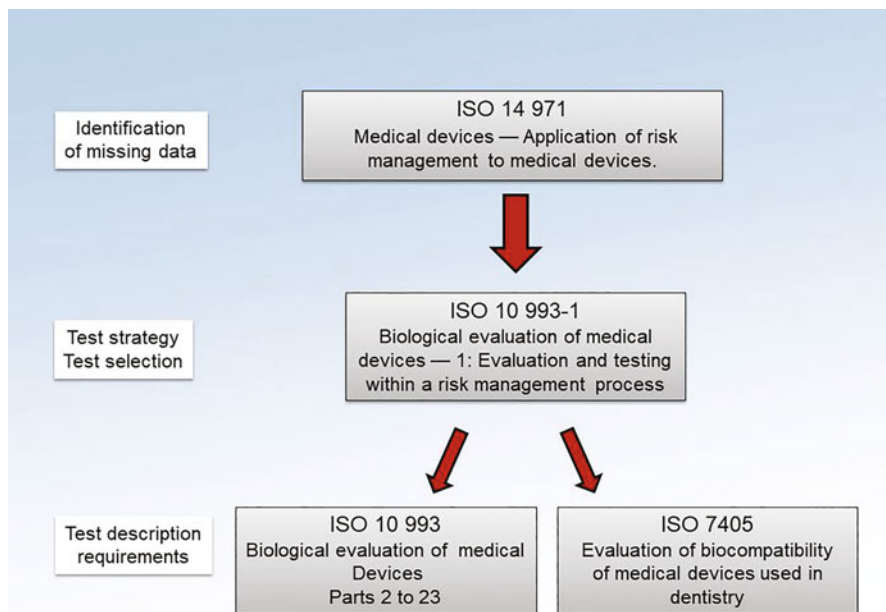 Identification
of missing data
ISO 14 971
Medical devices — Application of risk
management to medical devices.
Test strategy
Test selection
ISO 10 993-1
Biological evaluation of medical
devices — 1: Evaluation and testing
within a risk management process
Test description
requirements
ISO 10 993
Biological evaluation of medical
Devices
Parts 2 to 23
ISO 7405
Evaluation of biocompatibility
of medical devices used in
dentistry